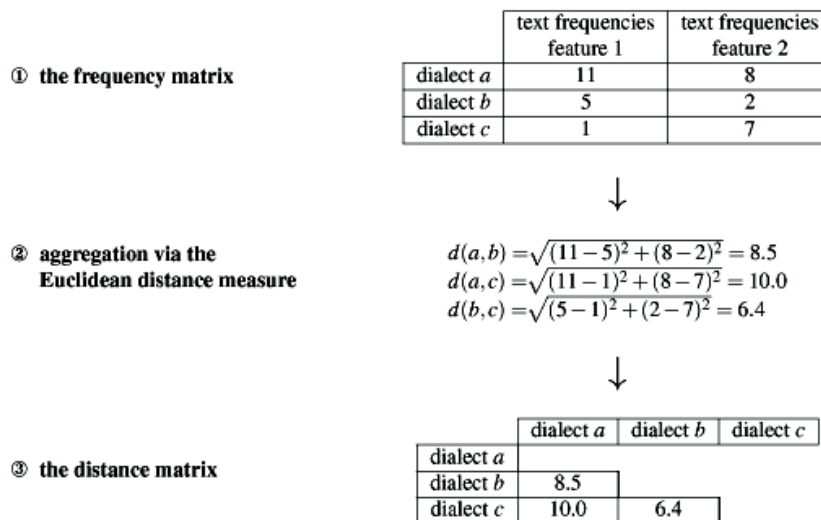 text frequencies text frequencies
feature 1 feature 2
① the frequency matrix
dialect a 11 8
dialect b 5 2
dialect c 1 7
↓
② aggregation via the
Euclidean distance measure
d(a,b) =√(11−5)² + (8−2)² = 8.5
d(a,c) =√(11−1)² + (8−7)² = 10.0
d(b,c) =√(5−1)² + (2−7)² = 6.4
↓
dialect a dialect b dialect c
③ the distance matrix
dialect a
dialect b 8.5
dialect c 10.0 6.4